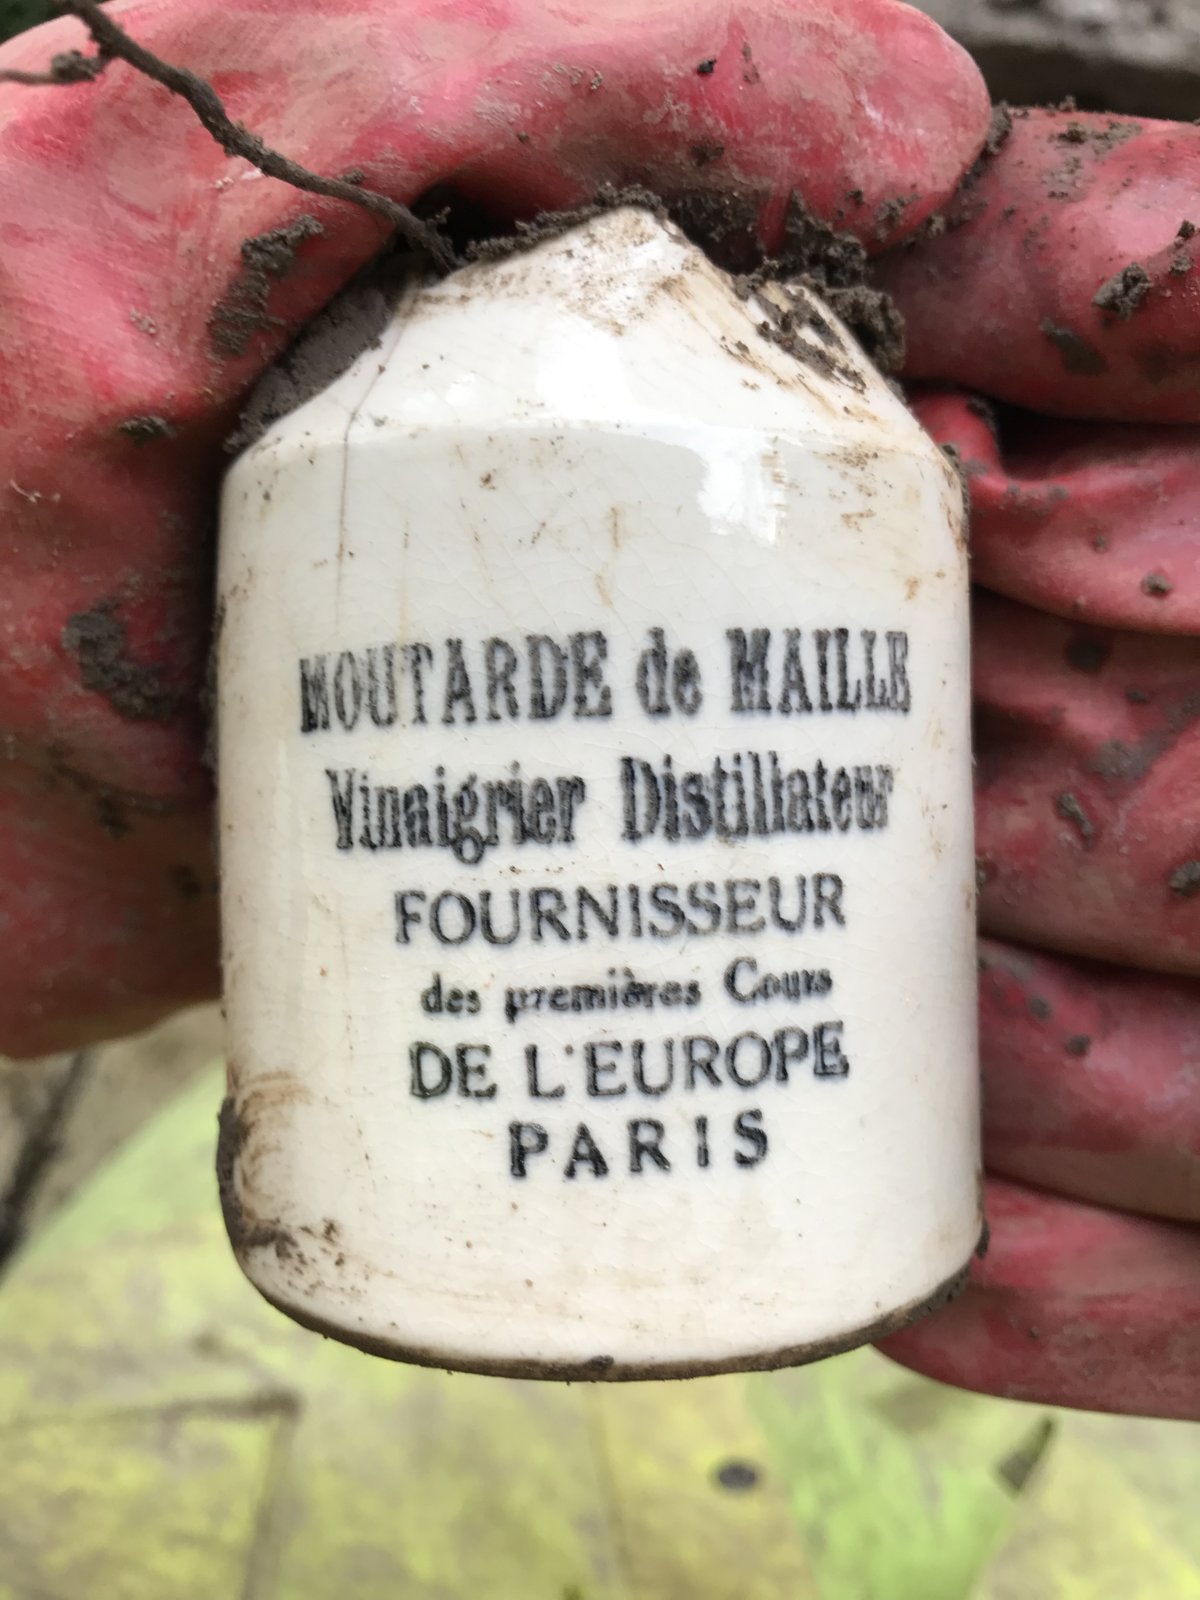 MOUTARDE de MAILLE
Vinaigrier Distillateur
FOURNISSEUR
des premières Cours
DE L'EUROPE
PARIS